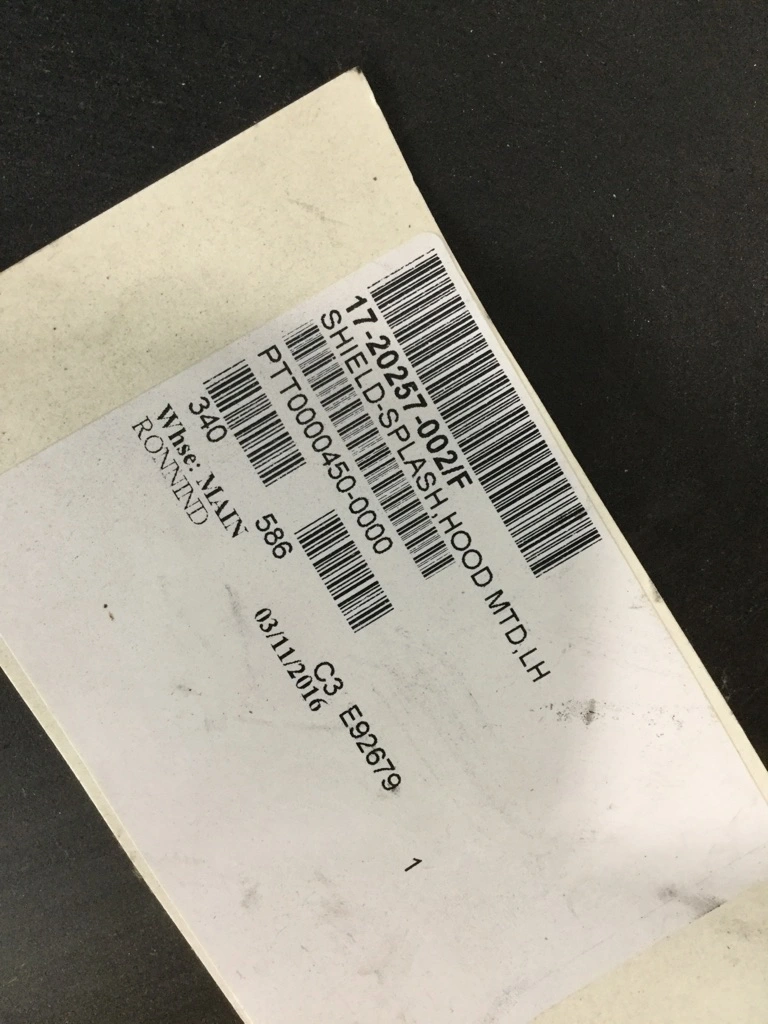 17-20257-002/F
SHIELD-SPLASH,HOOD MTD,LH
PTT0000450-0000
340 586 C3 E92679 1
Whse: MAIN 03/11/2016
RONNIND